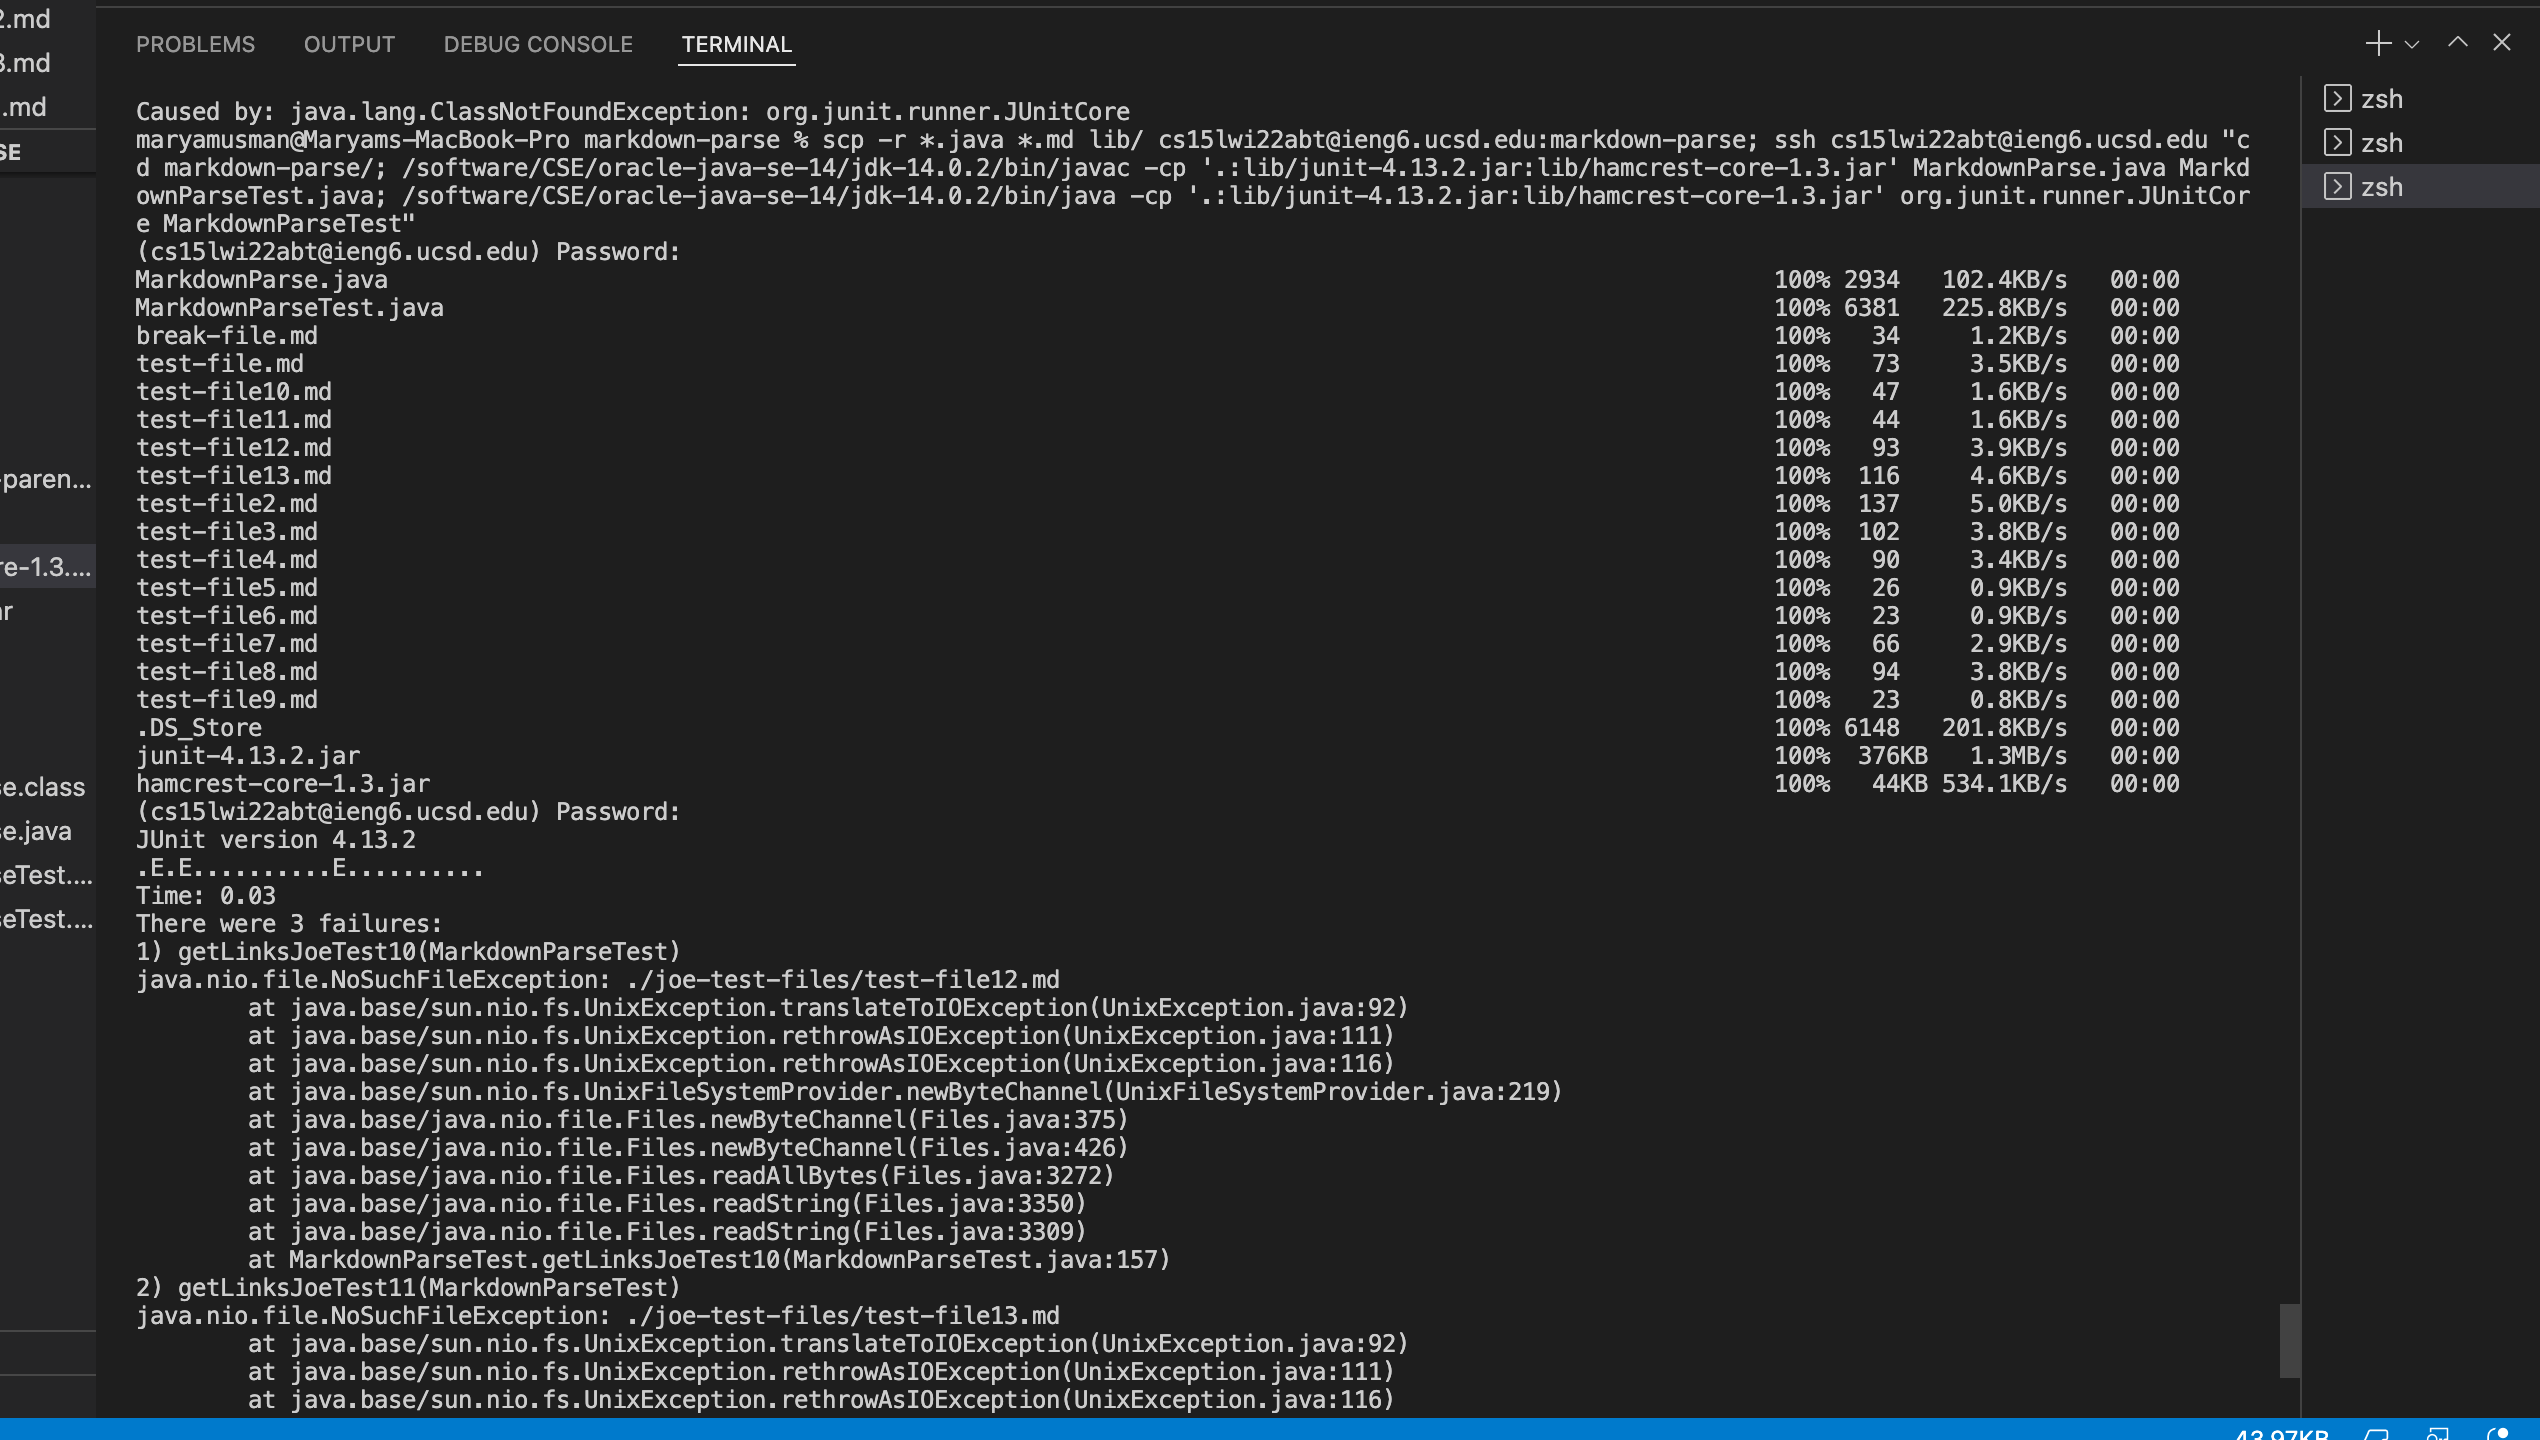 2.md
3.md
.md
SE
-paren...
re-1.3....
ar
se.class
se.java
seTest....
seTest....
PROBLEMS OUTPUT DEBUG CONSOLE TERMINAL
Caused by: java.lang.ClassNotFoundException: org.junit.runner.JUnitCore
maryamusman@Maryams-MacBook-Pro markdown-parse % scp -r *.java *.md lib/ cs15lwi22abt@ieng6.ucsd.edu:markdown-parse; ssh cs15lwi22abt@ieng6.ucsd.edu "c
d markdown-parse/; /software/CSE/oracle-java-se-14/jdk-14.0.2/bin/javac -cp '.:lib/junit-4.13.2.jar:lib/hamcrest-core-1.3.jar' MarkdownParse.java Markd
ownParseTest.java; /software/CSE/oracle-java-se-14/jdk-14.0.2/bin/java -cp '.:lib/junit-4.13.2.jar:lib/hamcrest-core-1.3.jar' org.junit.runner.JUnitCor
e MarkdownParseTest"
(cs15lwi22abt@ieng6.ucsd.edu) Password:
MarkdownParse.java 100% 2934 102.4KB/s 00:00
MarkdownParseTest.java 100% 6381 225.8KB/s 00:00
break-file.md 100% 34 1.2KB/s 00:00
test-file.md 100% 73 3.5KB/s 00:00
test-file10.md 100% 47 1.6KB/s 00:00
test-file11.md 100% 44 1.6KB/s 00:00
test-file12.md 100% 93 3.9KB/s 00:00
test-file13.md 100% 116 4.6KB/s 00:00
test-file2.md 100% 137 5.0KB/s 00:00
test-file3.md 100% 102 3.8KB/s 00:00
test-file4.md 100% 90 3.4KB/s 00:00
test-file5.md 100% 26 0.9KB/s 00:00
test-file6.md 100% 23 0.9KB/s 00:00
test-file7.md 100% 66 2.9KB/s 00:00
test-file8.md 100% 94 3.8KB/s 00:00
test-file9.md 100% 23 0.8KB/s 00:00
.DS_Store 100% 6148 201.8KB/s 00:00
junit-4.13.2.jar 100% 376KB 1.3MB/s 00:00
hamcrest-core-1.3.jar 100% 44KB 534.1KB/s 00:00
(cs15lwi22abt@ieng6.ucsd.edu) Password:
JUnit version 4.13.2
.E.E..........E..........
Time: 0.03
There were 3 failures:
1) getLinksJoeTest10(MarkdownParseTest)
java.nio.file.NoSuchFileException: ./joe-test-files/test-file12.md
at java.base/sun.nio.fs.UnixException.translateToIOException(UnixException.java:92)
at java.base/sun.nio.fs.UnixException.rethrowAsIOException(UnixException.java:111)
at java.base/sun.nio.fs.UnixException.rethrowAsIOException(UnixException.java:116)
at java.base/sun.nio.fs.UnixFileSystemProvider.newByteChannel(UnixFileSystemProvider.java:219)
at java.base/java.nio.file.Files.newByteChannel(Files.java:375)
at java.base/java.nio.file.Files.newByteChannel(Files.java:426)
at java.base/java.nio.file.Files.readAllBytes(Files.java:3272)
at java.base/java.nio.file.Files.readString(Files.java:3350)
at java.base/java.nio.file.Files.readString(Files.java:3309)
at MarkdownParseTest.getLinksJoeTest10(MarkdownParseTest.java:157)
2) getLinksJoeTest11(MarkdownParseTest)
java.nio.file.NoSuchFileException: ./joe-test-files/test-file13.md
at java.base/sun.nio.fs.UnixException.translateToIOException(UnixException.java:92)
at java.base/sun.nio.fs.UnixException.rethrowAsIOException(UnixException.java:111)
at java.base/sun.nio.fs.UnixException.rethrowAsIOException(UnixException.java:116)
zsh
zsh
zsh
43.97KB